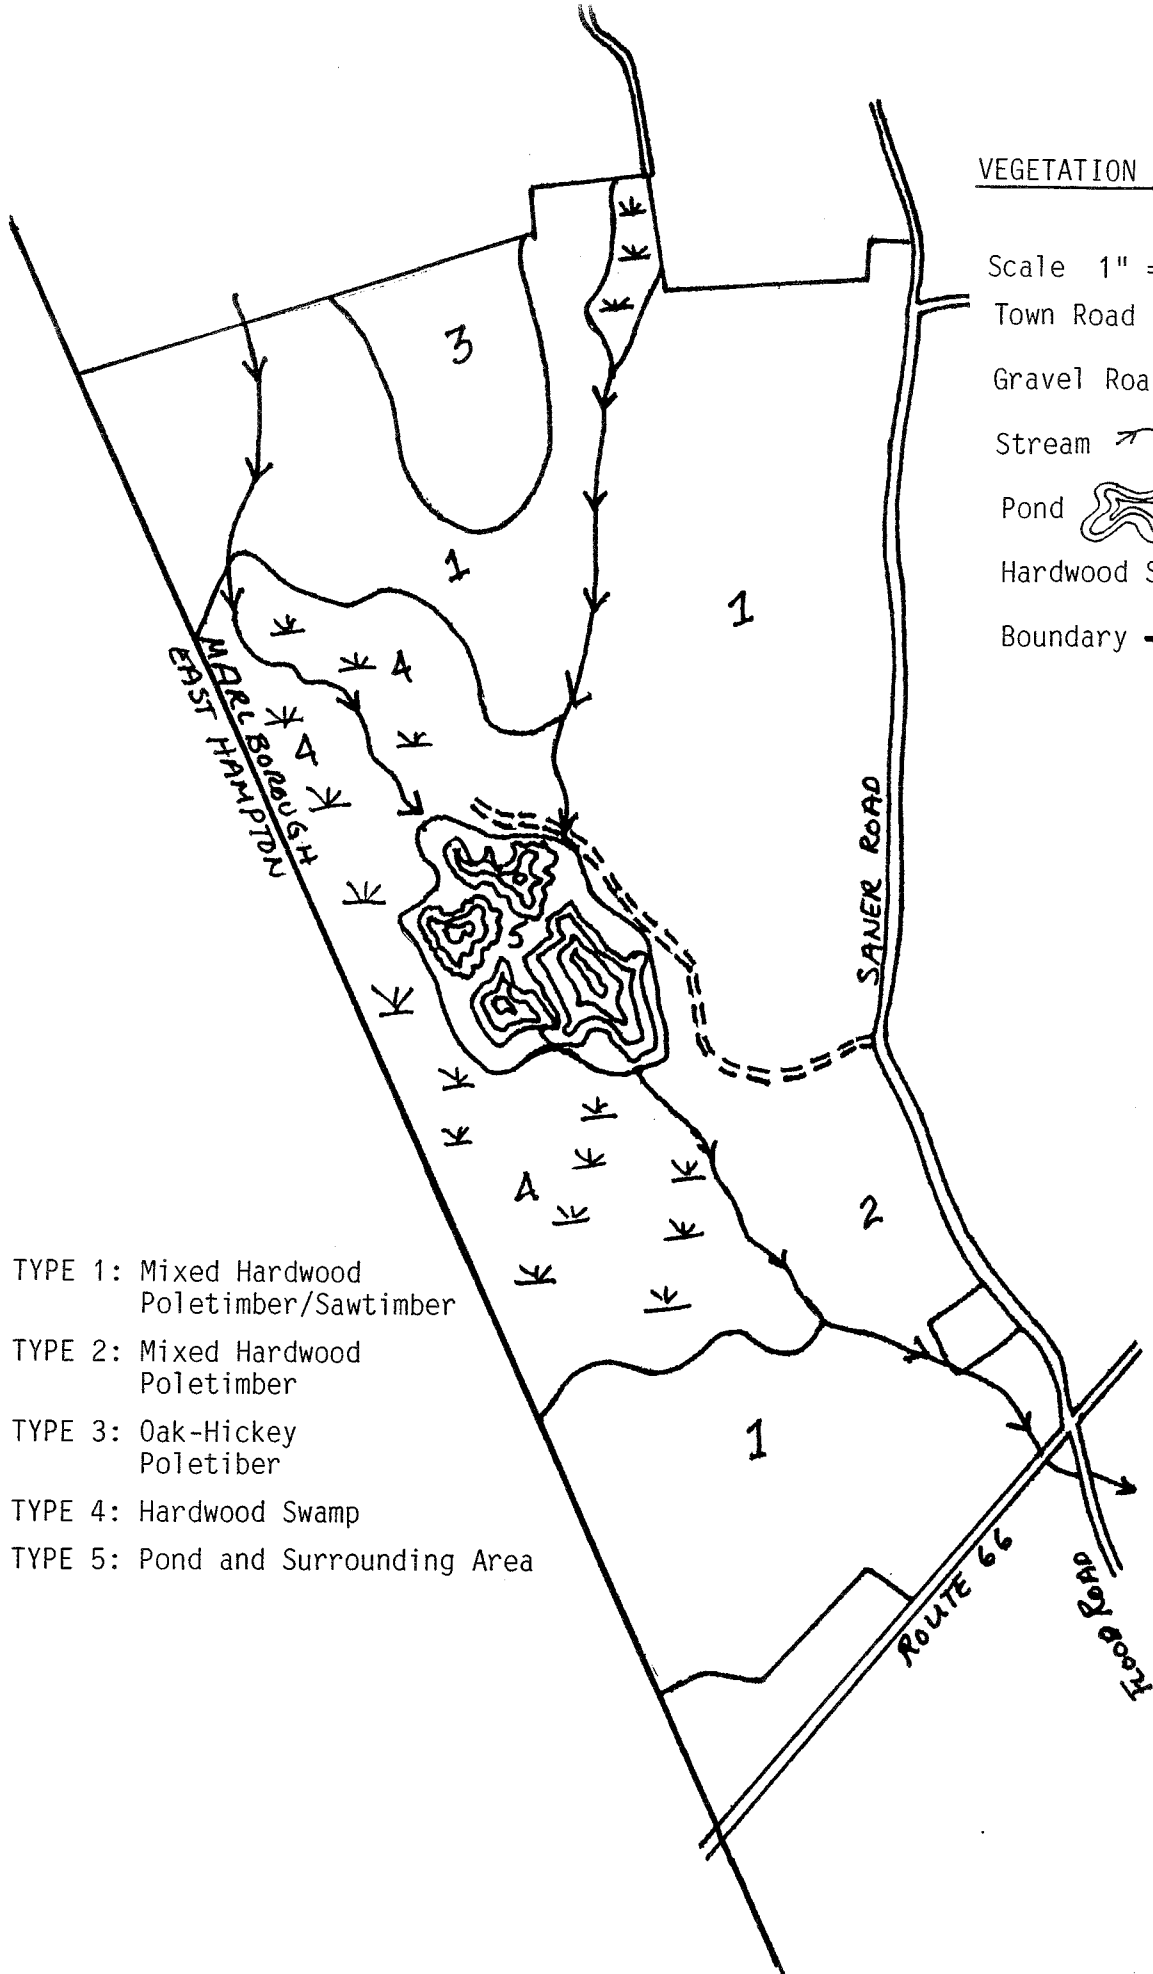 VEGETATION
Scale 1" =
Town Road
Gravel Roa
Stream
Pond
Hardwood S
Boundary
3
1
1
4
4
MARLBOROUGH
EAST HAMPTON
SANER ROAD
5
4
2
TYPE 1: Mixed Hardwood
Poletimber/Sawtimber
TYPE 2: Mixed Hardwood
Poletimber
TYPE 3: Oak-Hickey
Poletiber
TYPE 4: Hardwood Swamp
TYPE 5: Pond and Surrounding Area
1
ROUTE 66
ROAD